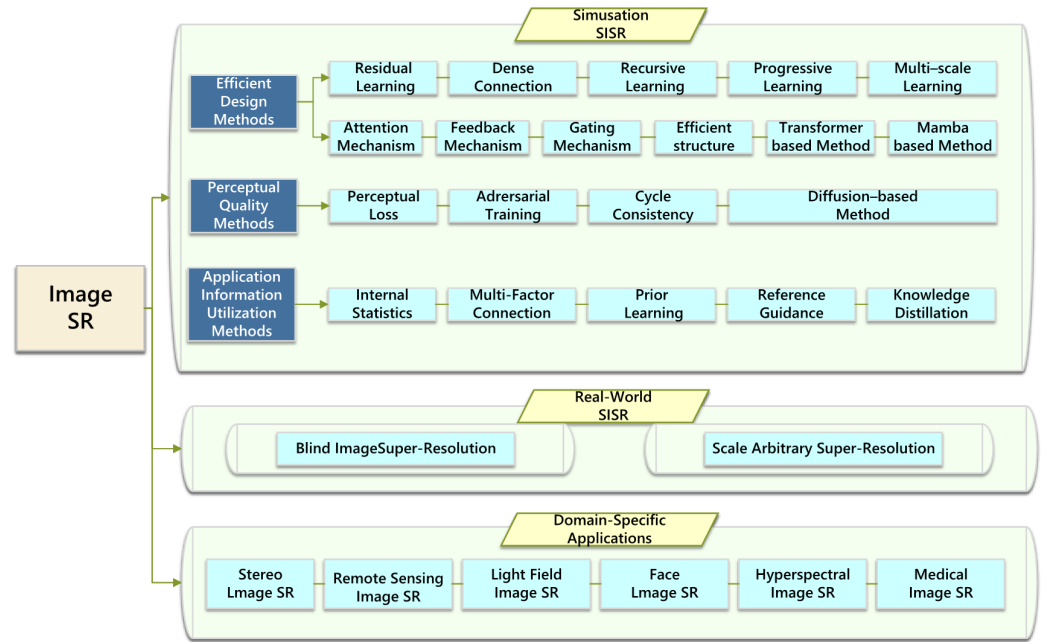 Simusation
SISR
Efficient
Design
Methods
Residual
Learning
Dense
Connection
Recursive
Learning
Progressive
Learning
Multi–scale
Learning
Attention
Mechanism
Feedback
Mechanism
Gating
Mechanism
Efficient
structure
Transformer
based Method
Mamba
based Method
Perceptual
Quality
Methods
Perceptual
Loss
Adrersarial
Training
Cycle
Consistency
Diffusion–based
Method
Image
SR
Application
Information
Utilization
Methods
Internal
Statistics
Multi-Factor
Connection
Prior
Learning
Reference
Guidance
Knowledge
Distillation
Real-World
SISR
Blind ImageSuper-Resolution
Scale Arbitrary Super-Resolution
Domain-Specific
Applications
Stereo
Lmage SR
Remote Sensing
Image SR
Light Field
Image SR
Face
Lmage SR
Hyperspectral
Image SR
Medical
Image SR